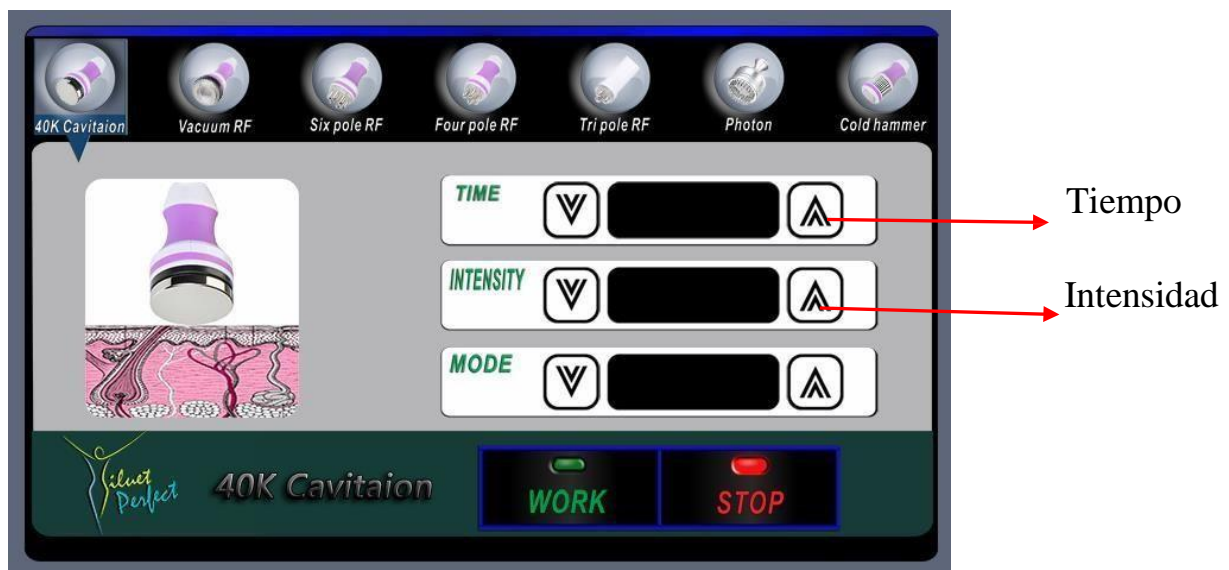 40K Cavitaion
Vacuum RF
Six pole RF
Four pole RF
Tri pole RF
Photon
Cold hammer
TIME
Tiempo
INTENSITY
Intensidad
MODE
Siluet
Perfect
40K Cavitaion
WORK
STOP